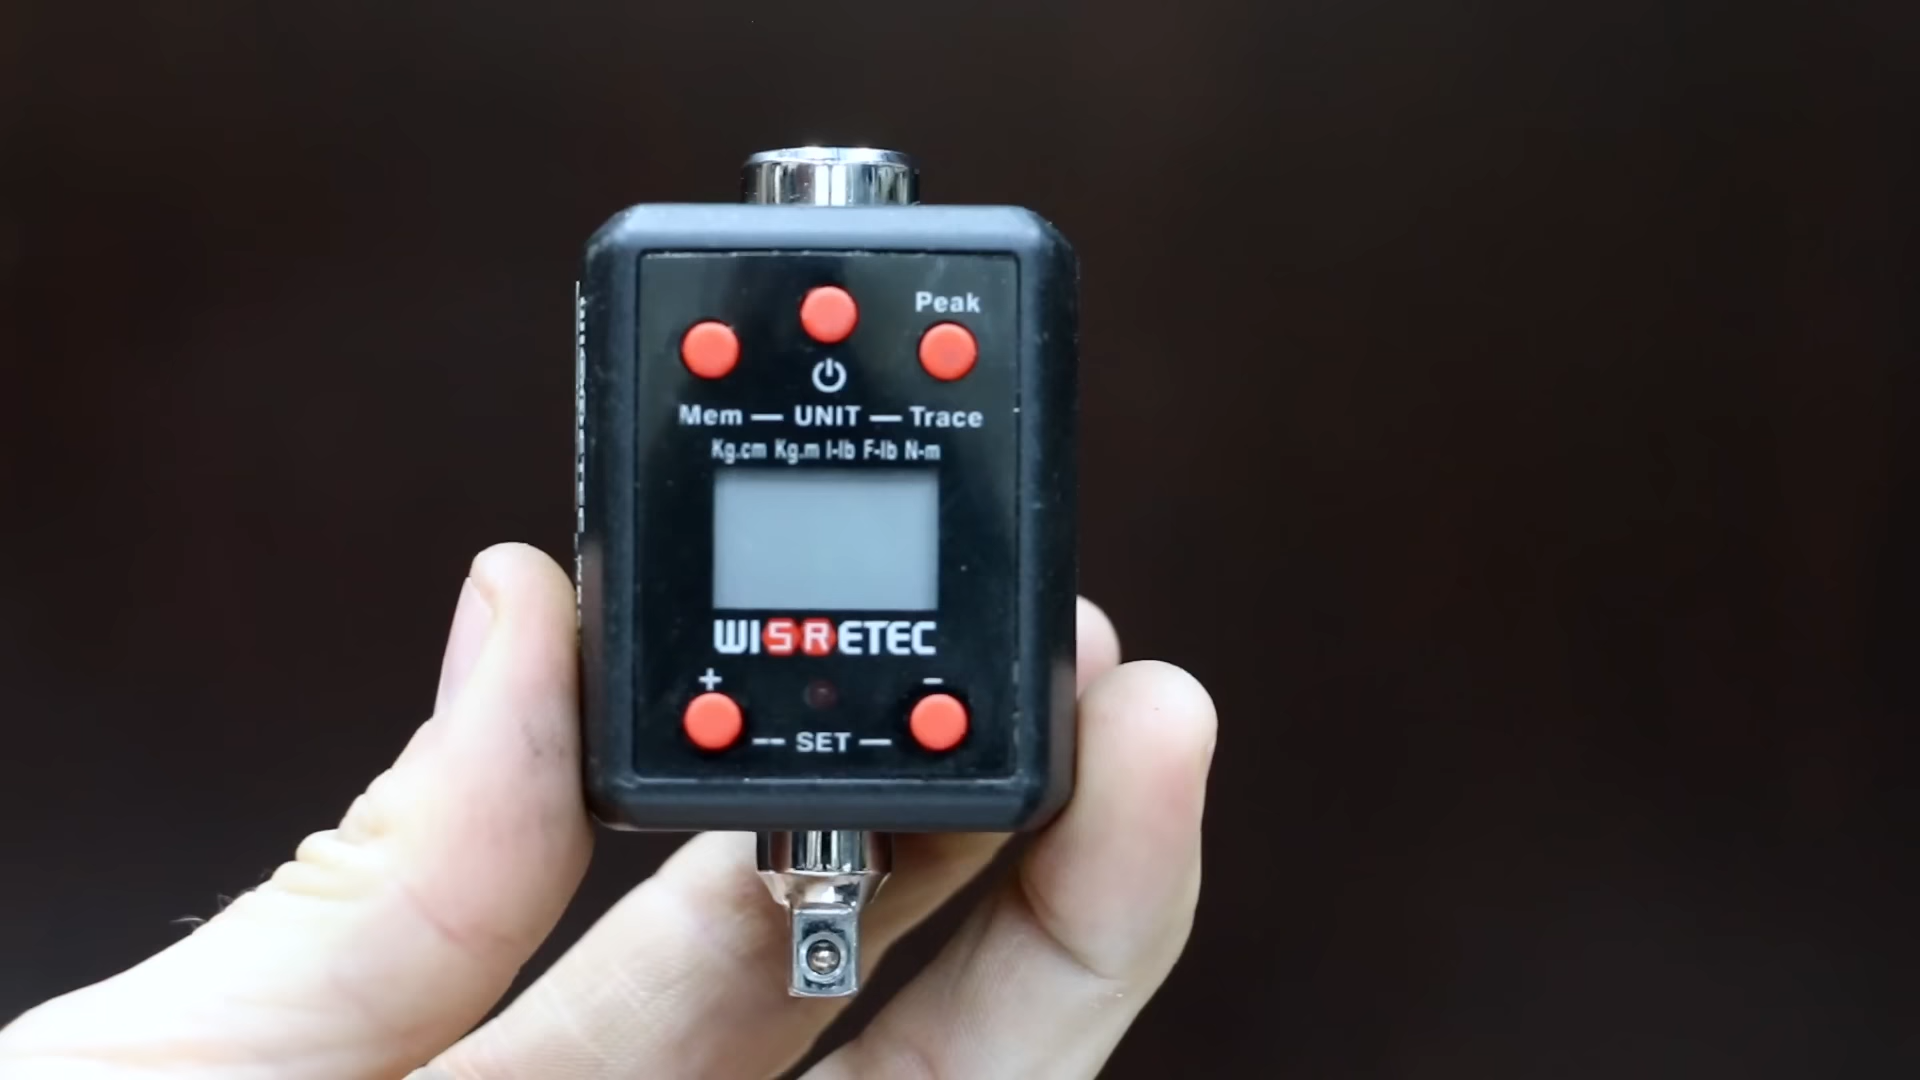 Peak
Mem — UNIT — Trace
Kg.cm Kg.m I-lb F-lb N-m
WISRETEC
+ -
-- SET —